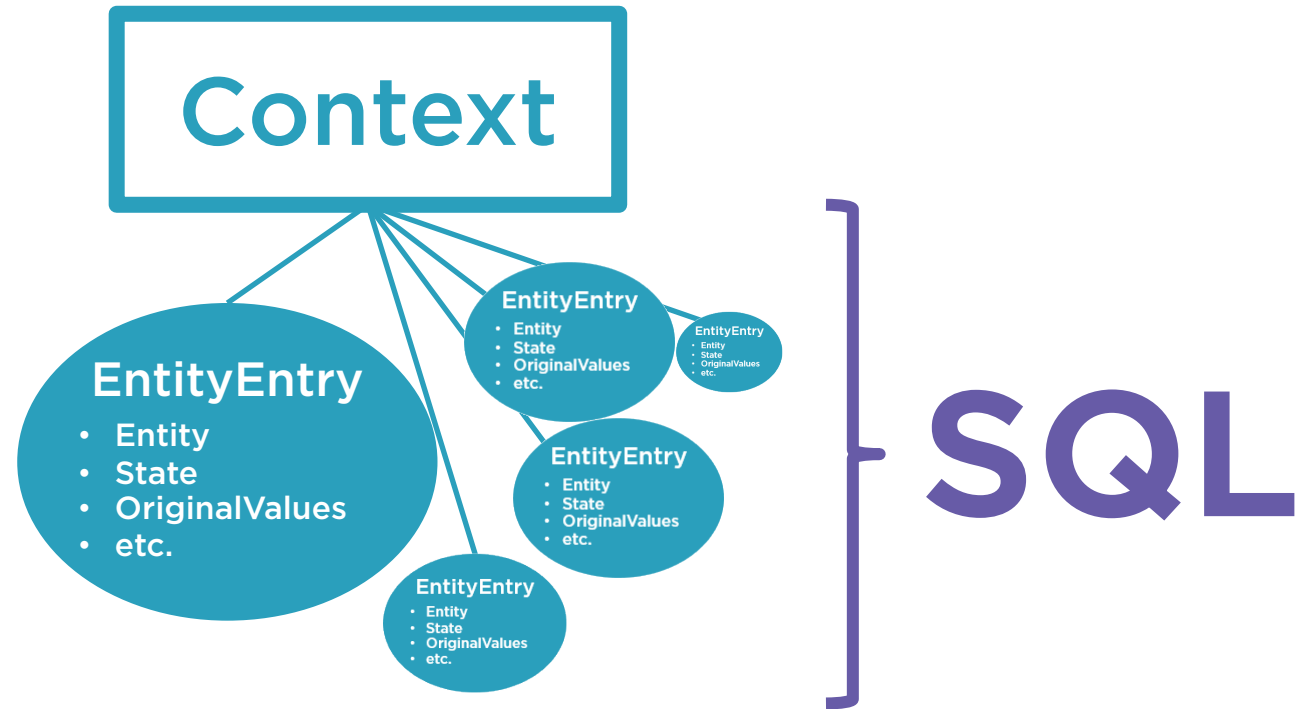 Context
EntityEntry
• Entity
• State
• OriginalValues
• etc.
EntityEntry
• Entity
• State
• OriginalValues
• etc.
EntityEntry
• Entity
• State
• OriginalValues
• etc.
EntityEntry
• Entity
• State
• OriginalValues
• etc.
EntityEntry
• Entity
• State
• OriginalValues
• etc.
SQL